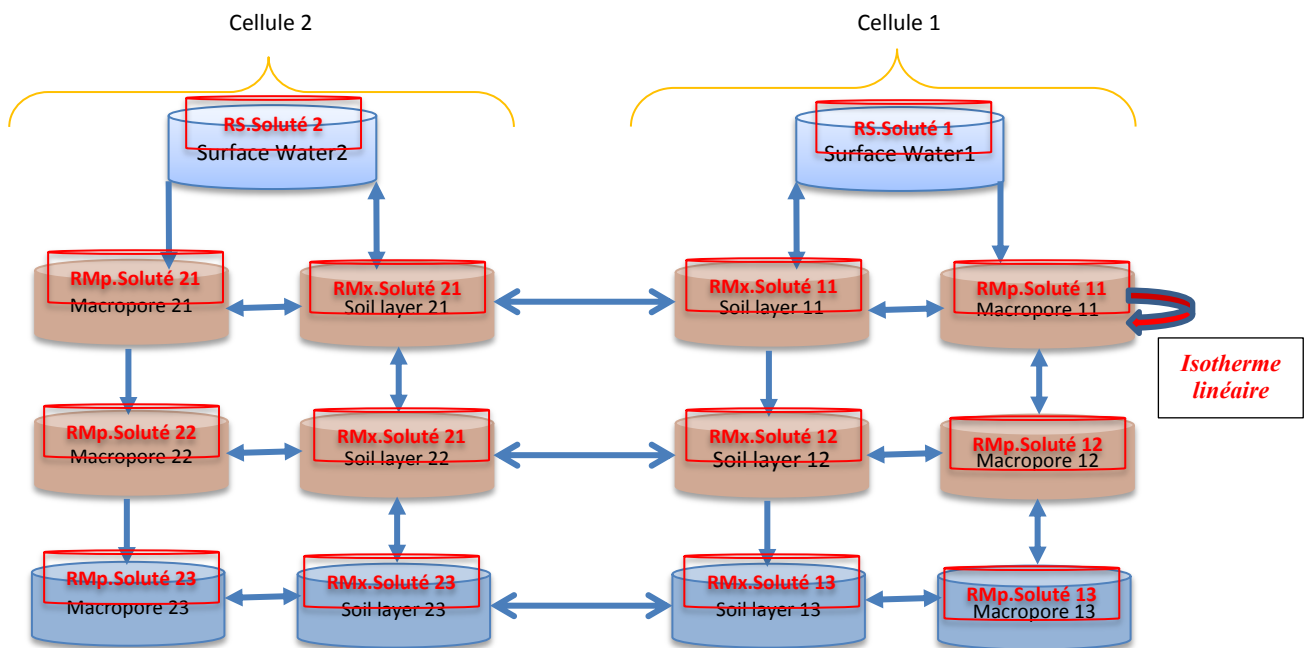 Cellule 2
Cellule 1
RS.Soluté 2
Surface Water2
RS.Soluté 1
Surface Water1
RMp.Soluté 21
Macropore 21
RMx.Soluté 21
Soil layer 21
RMx.Soluté 11
Soil layer 11
RMp.Soluté 11
Macropore 11
Isotherme
linéaire
RMp.Soluté 22
Macropore 22
RMx.Soluté 21
Soil layer 22
RMx.Soluté 12
Soil layer 12
RMp.Soluté 12
Macropore 12
RMp.Soluté 23
Macropore 23
RMx.Soluté 23
Soil layer 23
RMx.Soluté 13
Soil layer 13
RMp.Soluté 13
Macropore 13